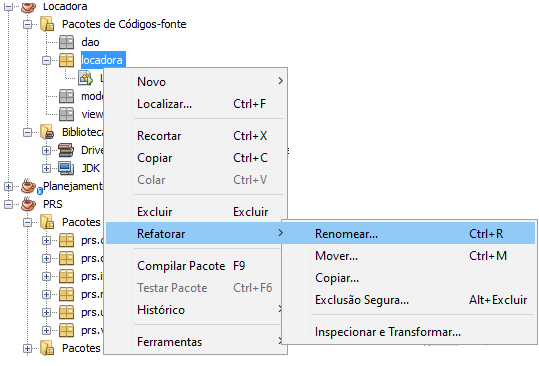 Locadora
Pacotes de Códigos-fonte
dao
locadora
L
mode
view
Biblioteca
Drive
JDK
Planejament
PRS
Pacotes
prs.
prs.
prs.i
prs.
prs.
prs.v
Pacotes
Novo
Localizar... Ctrl+F
Recortar Ctrl+X
Copiar Ctrl+C
Colar Ctrl+V
Excluir Excluir
Refatorar
Compilar Pacote F9
Testar Pacote Ctrl+F6
Histórico
Ferramentas
Renomear... Ctrl+R
Mover... Ctrl+M
Copiar...
Exclusão Segura... Alt+Excluir
Inspecionar e Transformar...